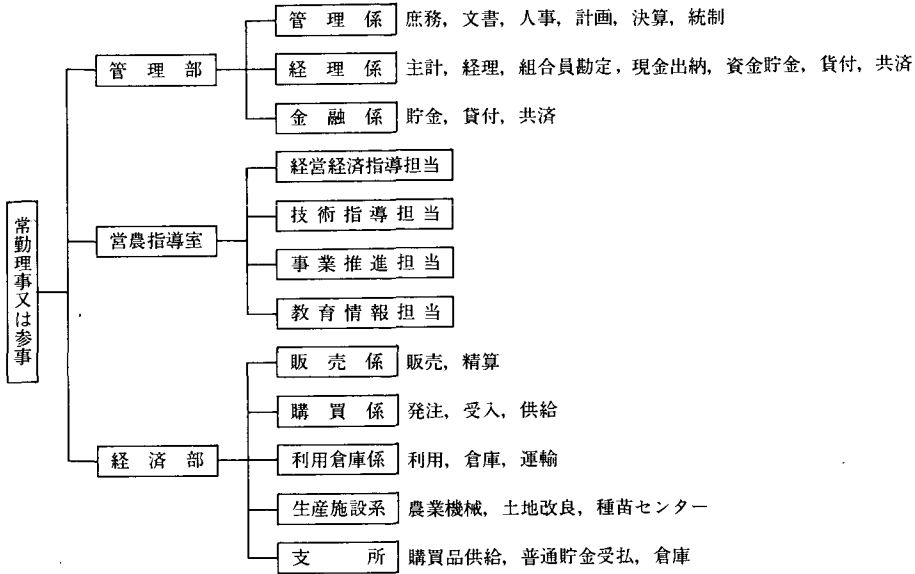 管理係 庶務，文書，人事，計画，決算，統制
管理部
経理係 主計，経理，組合員勘定，現金出納，資金貯金，貸付，共済
金融係 貯金，貸付，共済
経営経済指導担当
技術指導担当
常勤理事又は参事
営農指導室
事業推進担当
教育情報担当
販売係 販売，精算
購買係 発注，受入，供給
経済部
利用倉庫係 利用，倉庫，運輸
生産施設系 農業機械，土地改良，種苗センター
支所 購買品供給，普通貯金受払，倉庫